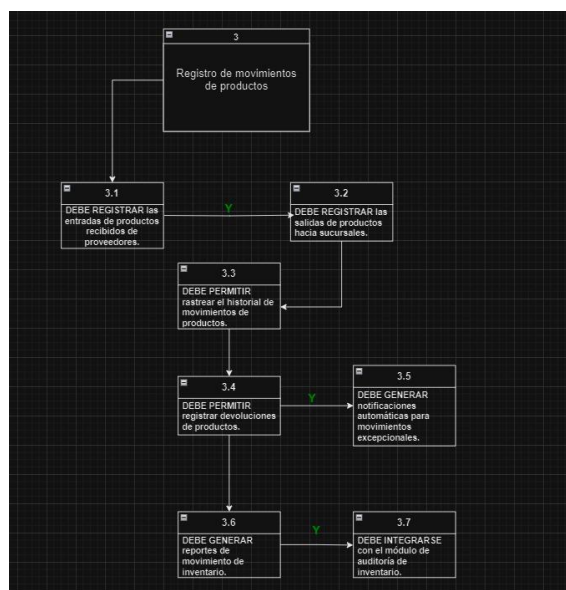 3
Registro de movimientos
de productos
3.1
DEBE REGISTRAR las
entradas de productos
recibidos de
proveedores.
Y
3.2
DEBE REGISTRAR las
salidas de productos
hacia sucursales.
3.3
DEBE PERMITIR
rastrear el historial de
movimientos de
productos.
3.4
DEBE PERMITIR
registrar devoluciones
de productos.
Y
3.5
DEBE GENERAR
notificaciones
automáticas para
movimientos
excepcionales.
3.6
DEBE GENERAR
reportes de
movimiento de
inventario.
Y
3.7
DEBE INTEGRARSE
con el módulo de
auditoría de
inventario.